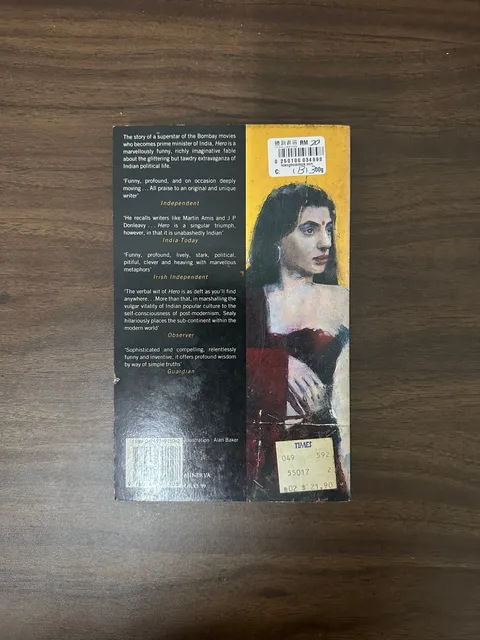 The story of a superstar of the Bombay movies
who becomes prime minister of India, Hero is a
marvellously funny, richly imaginative fable
about the glittering but tawdry extravaganza of
Indian political life.
'Funny, profound, and on occasion deeply
moving . . . All praise to an original and unique
writer'
Independent
'He recalls writers like Martin Amis and J P
Donleavy . . . Hero is a singular triumph,
however, in that it is unabashedly Indian'
India Today
'Funny, profound, lively, stark, political,
pitiful, clever and heaving with marvellous
metaphors'
Irish Independent
'The verbal wit of Hero is as deft as you'll find
anywhere. . . More than that, in marshalling the
vulgar vitality of Indian popular culture to the
self-consciousness of post-modernism, Sealy
hilariously places the sub-continent within the
modern world'
Observer
'Sophisticated and compelling, relentlessly
funny and inventive, it offers profound wisdom
by way of simple truths'
Guardian
illustration : Alan Baker
MINERVA
£5.99
RM 20
C:
TIMES
049 592
55017 2
02 $ 21.90